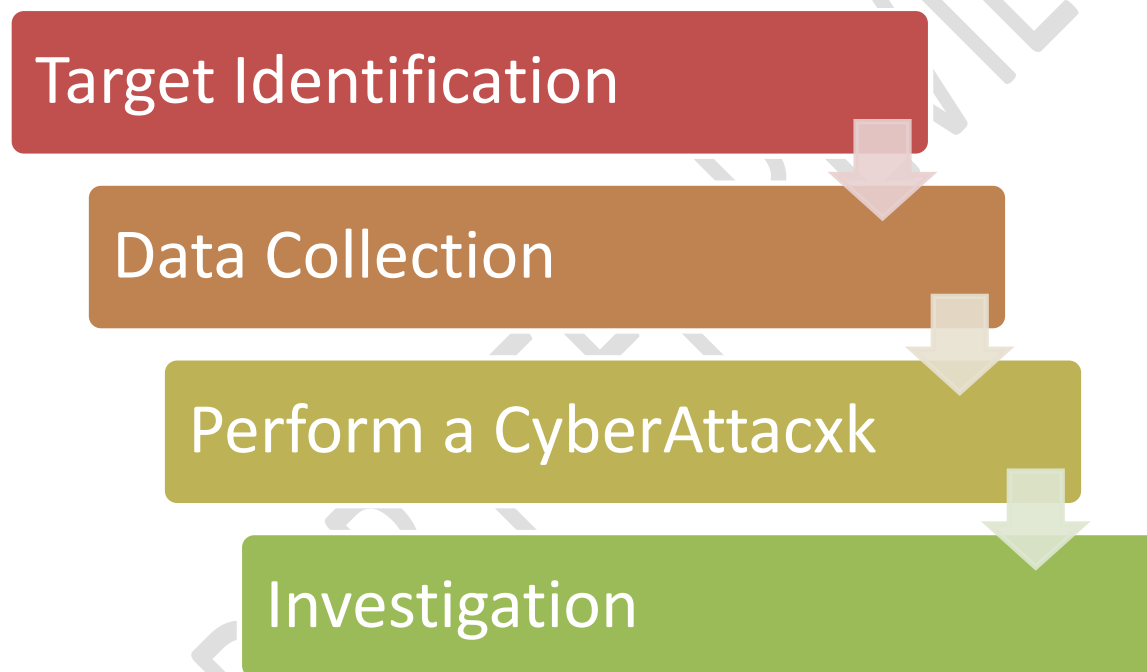 Target Identification
Data Collection
Perform a CyberAttacxk
Investigation